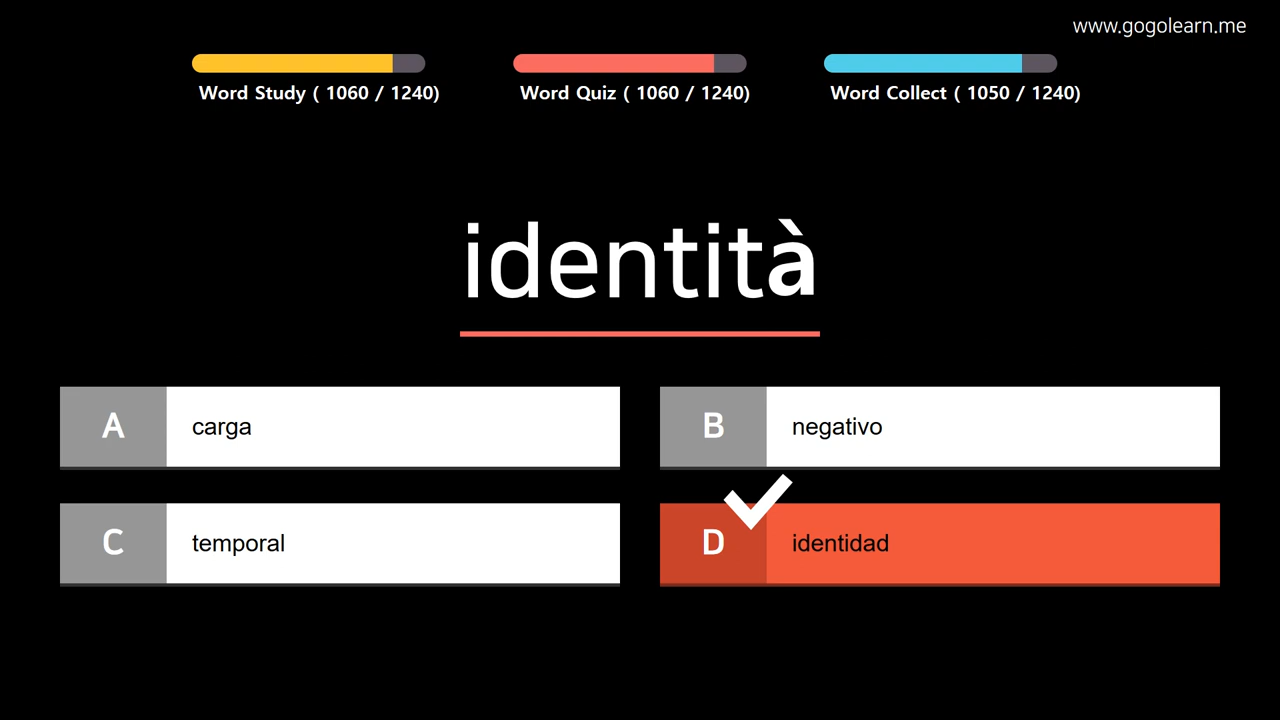 www.gogolearn.me
Word Study ( 1060 / 1240)
Word Quiz ( 1060 / 1240)
Word Collect ( 1050 / 1240)
identità
A carga
B negativo
C temporal
D identidad